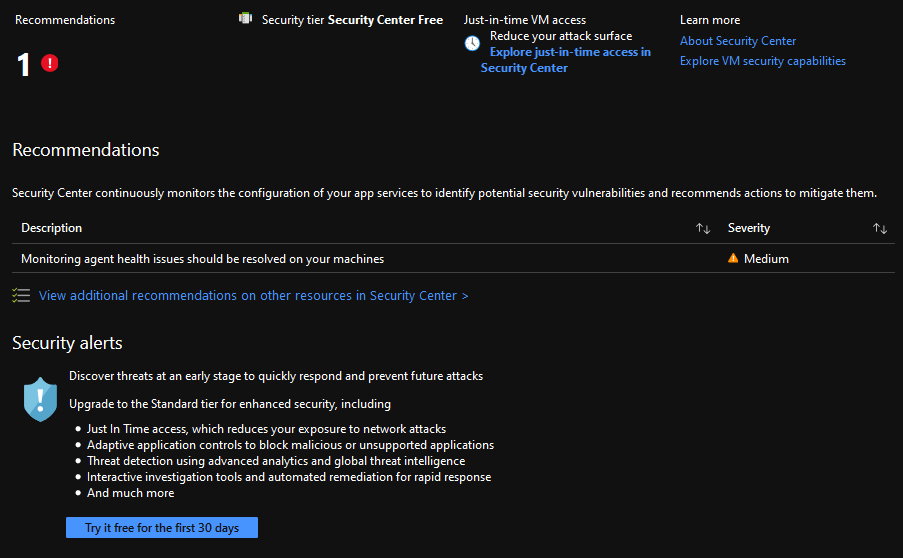 Recommendations
1
Security tier Security Center Free
Just-in-time VM access
Reduce your attack surface
Explore just-in-time access in
Security Center
Learn more
About Security Center
Explore VM security capabilities
Recommendations
Security Center continuously monitors the configuration of your app services to identify potential security vulnerabilities and recommends actions to mitigate them.
Description Severity
Monitoring agent health issues should be resolved on your machines Medium
View additional recommendations on other resources in Security Center >
Security alerts
Discover threats at an early stage to quickly respond and prevent future attacks
Upgrade to the Standard tier for enhanced security, including
• Just In Time access, which reduces your exposure to network attacks
• Adaptive application controls to block malicious or unsupported applications
• Threat detection using advanced analytics and global threat intelligence
• Interactive investigation tools and automated remediation for rapid response
• And much more
Try it free for the first 30 days